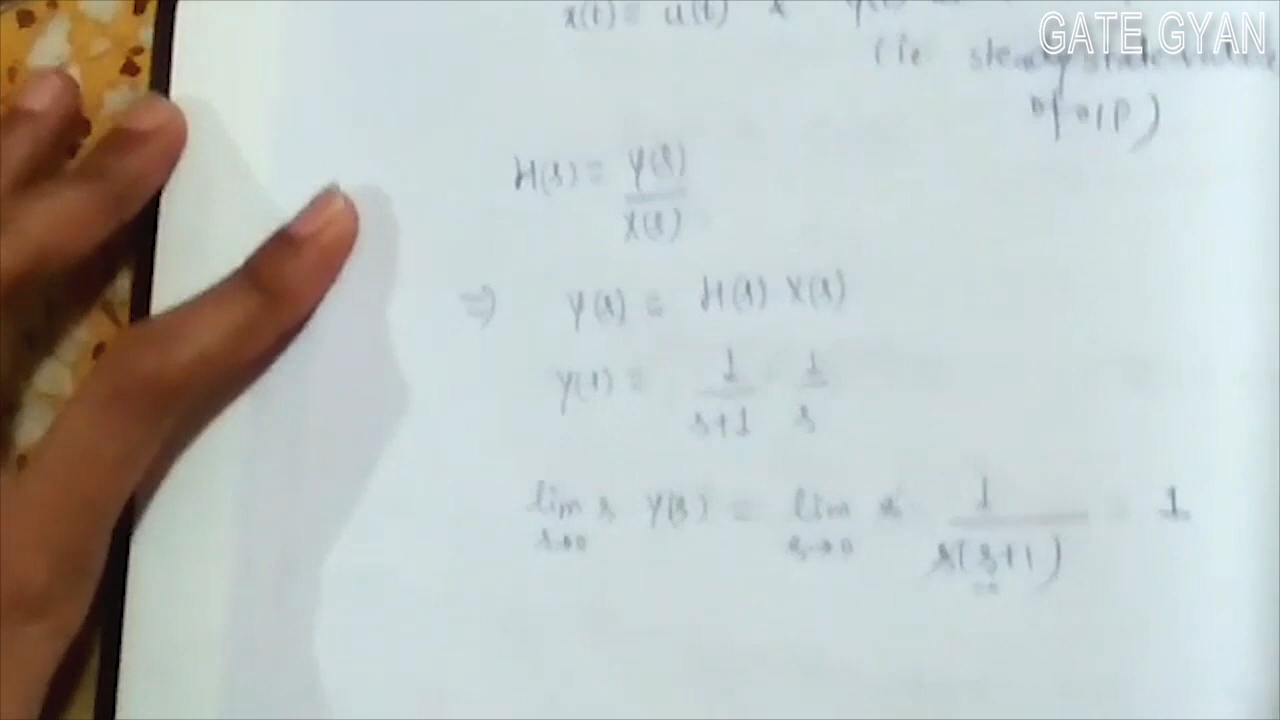 GATE GYAN
x(t) = u(t) &
(ie steady state value
of o/p)
H(s) = Y(s)
X(s)
⇒ Y(s) = H(s) X(s)
Y(s) = 1 1
s+1 s
lim s Y(s) = lim s 1 = 1
s→0 s→0 s(s+1)